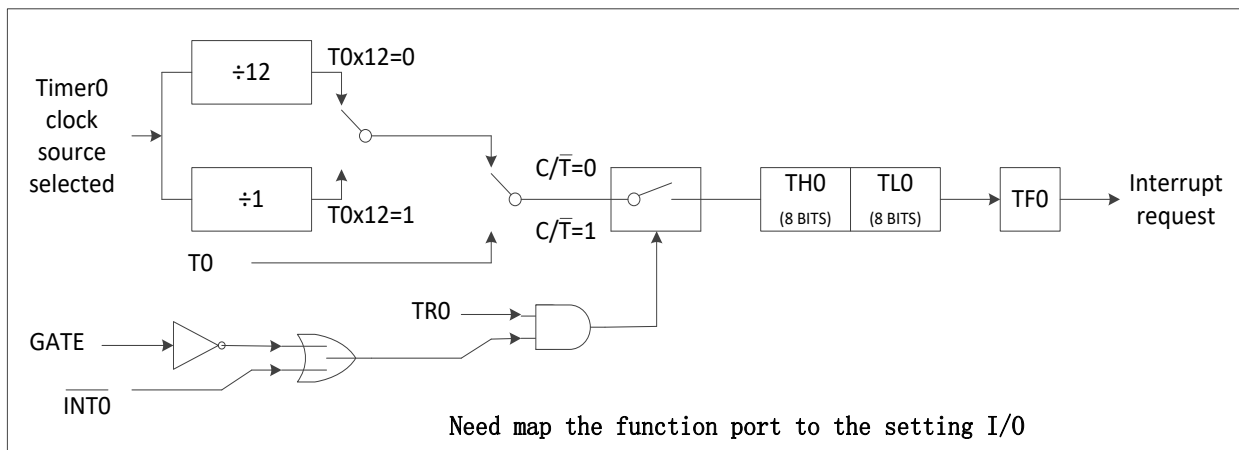 ÷12
T0x12=0
Timer0
clock
source
selected
÷1
T0x12=1
C/T̅=0
C/T̅=1
T0
TH0
(8 BITS)
TL0
(8 BITS)
TF0
Interrupt
request
TR0
GATE
I̅N̅T̅0̅
Need map the function port to the setting I/O